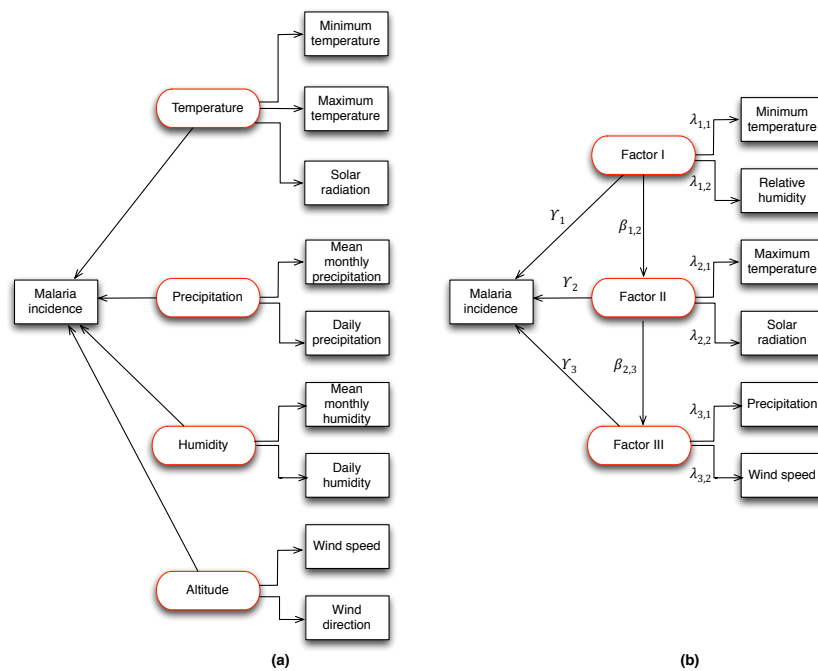 Minimum
temperature
Temperature
Maximum
temperature
Solar
radiation
Mean
monthly
precipitation
Malaria
incidence
Precipitation
Daily
precipitation
Mean
monthly
humidity
Humidity
Daily
humidity
Wind speed
Altitude
Wind
direction
(a)
λ1,1
Minimum
temperature
Factor I
λ1,2
Relative
humidity
ϒ1
β1,2
λ2,1
Maximum
temperature
Malaria
incidence
ϒ2
Factor II
λ2,2
Solar
radiation
ϒ3
β2,3
λ3,1
Precipitation
Factor III
λ3,2
Wind speed
(b)